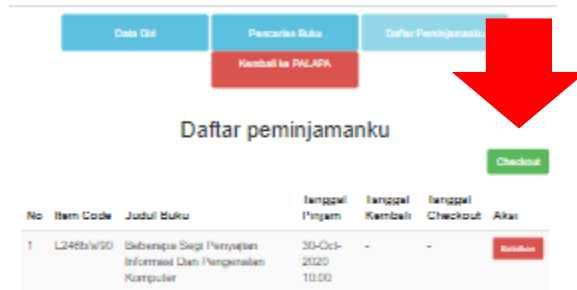 Data Diri
Pencarian Buku
Daftar Peminjamanku
Kembali ke PALAPA
Daftar peminjamanku
Checkout
No Item Code Judul Buku Tanggal Pinjam Tanggal Kembali Tanggal Checkout Aksi
1 Beberapa Segi Penyajian 30-Oct- - -
Informasi Dan Pengenalan 2020
Komputer 10:00
Batalkan